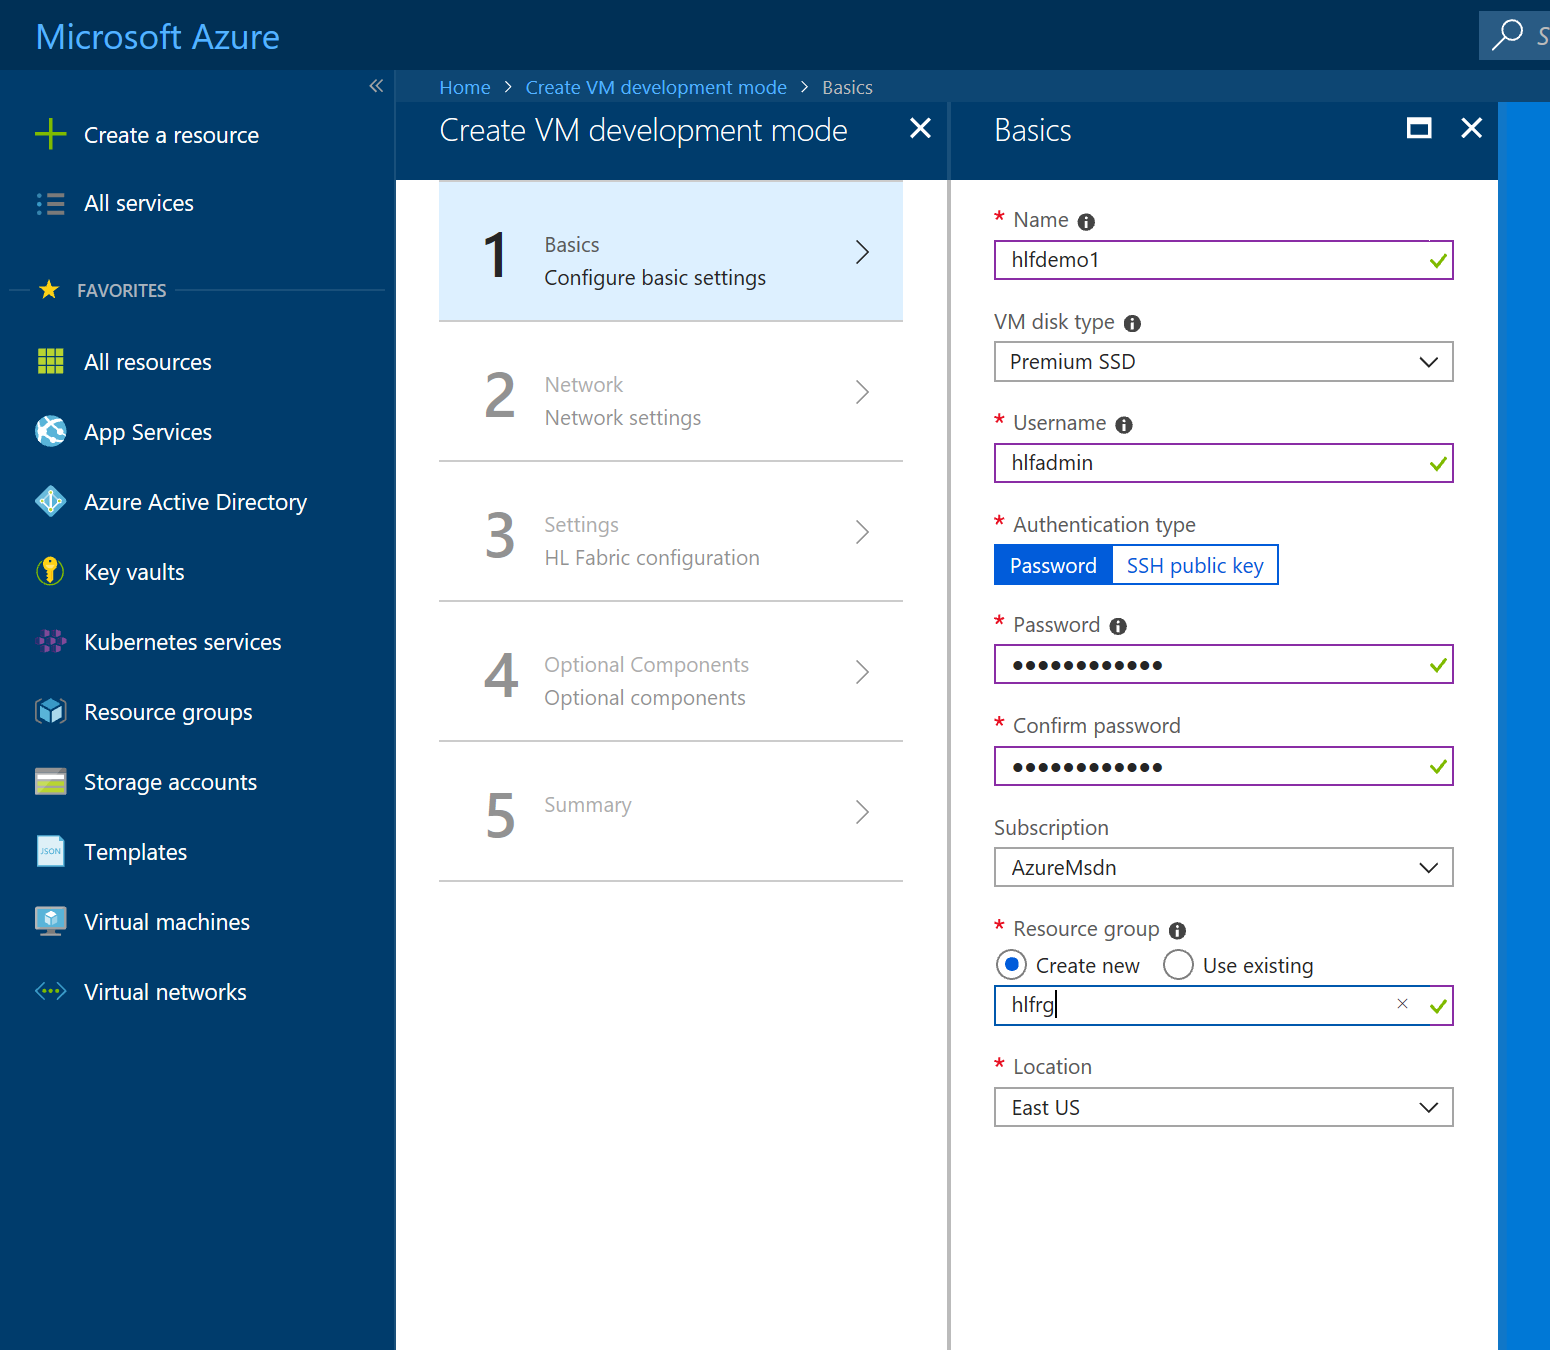 Microsoft Azure
Home > Create VM development mode > Basics
Create a resource
All services
FAVORITES
All resources
App Services
Azure Active Directory
Key vaults
Kubernetes services
Resource groups
Storage accounts
JSON
Templates
Virtual machines
Virtual networks
Create VM development mode
1
Basics
Configure basic settings
2
Network
Network settings
3
Settings
HL Fabric configuration
4
Optional Components
Optional components
5
Summary
Basics
* Name
hlfdemo1
VM disk type
Premium SSD
* Username
hlfadmin
* Authentication type
Password SSH public key
* Password
●●●●●●●●●●●●
* Confirm password
●●●●●●●●●●●●
Subscription
AzureMsdn
* Resource group
Create new Use existing
hlfrg
* Location
East US